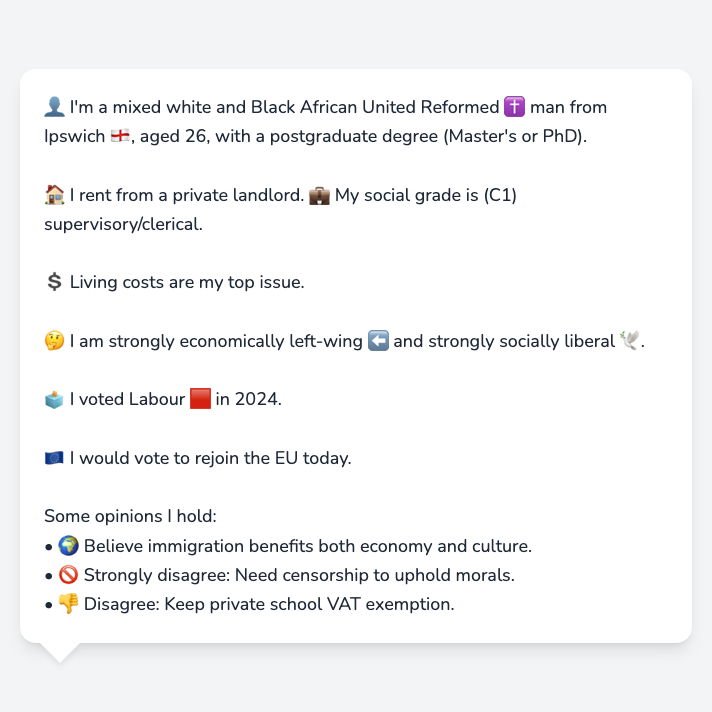 👤 I'm a mixed white and Black African United Reformed ✝️ man from
Ipswich 🏴󠁧󠁢󠁥󠁮󠁧󠁿, aged 26, with a postgraduate degree (Master's or PhD).
🏠 I rent from a private landlord. 💼 My social grade is (C1)
supervisory/clerical.
💲 Living costs are my top issue.
🤔 I am strongly economically left-wing ⬅️ and strongly socially liberal 🕊️.
🗳️ I voted Labour 🟥 in 2024.
🇪🇺 I would vote to rejoin the EU today.
Some opinions I hold:
• 🌍 Believe immigration benefits both economy and culture.
• 🚫 Strongly disagree: Need censorship to uphold morals.
• 👎 Disagree: Keep private school VAT exemption.